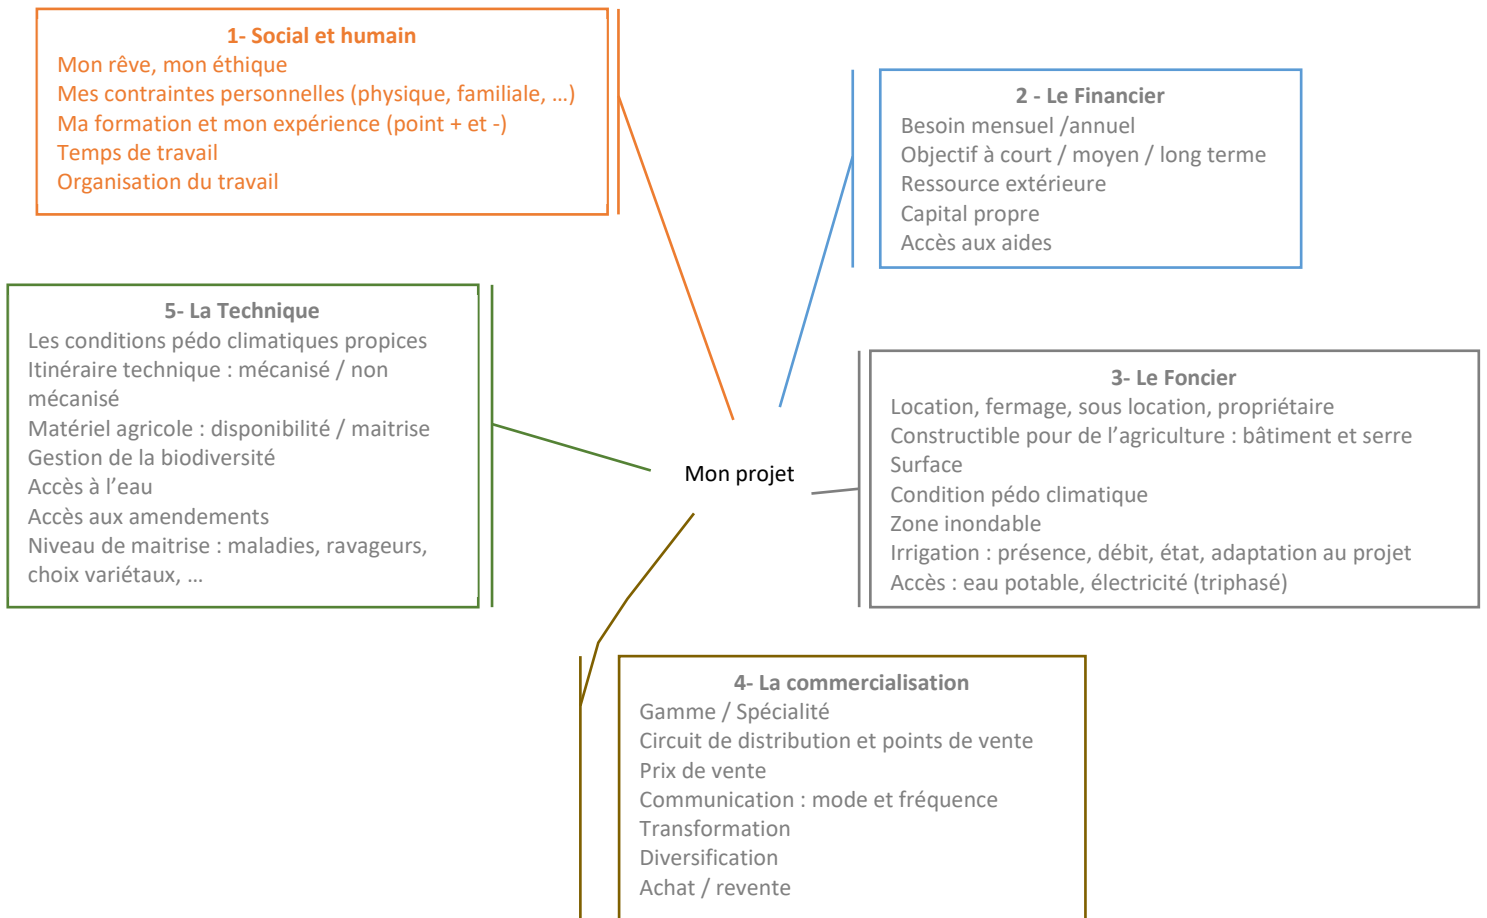 1- Social et humain
Mon rêve, mon éthique
Mes contraintes personnelles (physique, familiale, ...)
Ma formation et mon expérience (point + et -)
Temps de travail
Organisation du travail
2 - Le Financier
Besoin mensuel /annuel
Objectif à court / moyen / long terme
Ressource extérieure
Capital propre
Accès aux aides
5- La Technique
Les conditions pédo climatiques propices
Itinéraire technique : mécanisé / non
mécanisé
Matériel agricole : disponibilité / maitrise
Gestion de la biodiversité
Accès à l'eau
Accès aux amendements
Niveau de maitrise : maladies, ravageurs,
choix variétaux, ...
3- Le Foncier
Location, fermage, sous location, propriétaire
Constructible pour de l'agriculture : bâtiment et serre
Surface
Condition pédo climatique
Zone inondable
Irrigation : présence, débit, état, adaptation au projet
Accès : eau potable, électricité (triphasé)
Mon projet
4- La commercialisation
Gamme / Spécialité
Circuit de distribution et points de vente
Prix de vente
Communication : mode et fréquence
Transformation
Diversification
Achat / revente